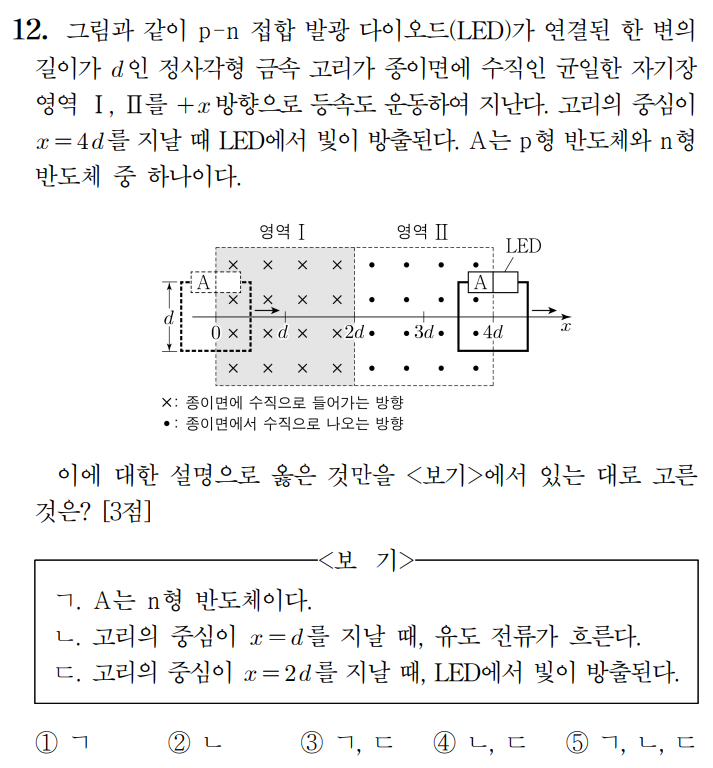 12. 그림과 같이 p-n 접합 발광 다이오드(LED)가 연결된 한 변의
길이가 d인 정사각형 금속 고리가 종이면에 수직인 균일한 자기장
영역 Ⅰ, Ⅱ를 +x방향으로 등속도 운동하여 지난다. 고리의 중심이
x=4d를 지날 때 LED에서 빛이 방출된다. A는 p형 반도체와 n형
반도체 중 하나이다.
영역 Ⅰ 영역 Ⅱ
LED
A A
d
0 d 2d 3d 4d x
×: 종이면에 수직으로 들어가는 방향
•: 종이면에서 수직으로 나오는 방향
이에 대한 설명으로 옳은 것만을 <보기>에서 있는 대로 고른
것은? [3점]
<보 기>
ㄱ. A는 n형 반도체이다.
ㄴ. 고리의 중심이 x=d를 지날 때, 유도 전류가 흐른다.
ㄷ. 고리의 중심이 x=2d를 지날 때, LED에서 빛이 방출된다.
① ㄱ ② ㄴ ③ ㄱ, ㄷ ④ ㄴ, ㄷ ⑤ ㄱ, ㄴ, ㄷ